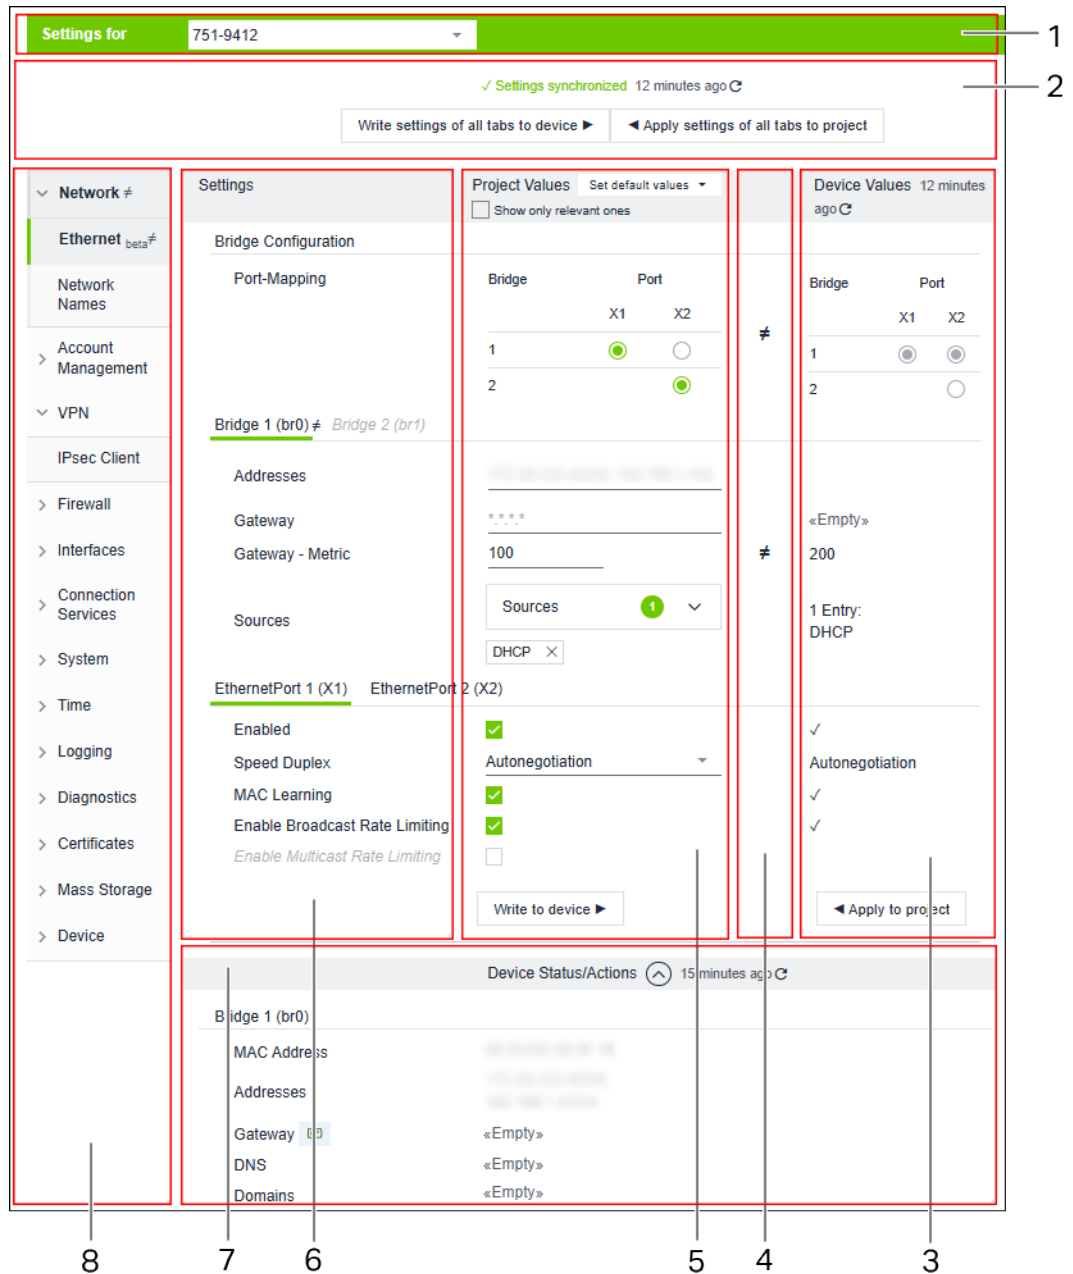 Settings for 751-9412
1
✓ Settings synchronized 12 minutes ago
2
Write settings of all tabs to device ▶ ◀ Apply settings of all tabs to project
Network ≠
Ethernet beta ≠
Network
Names
Account
Management
VPN
IPsec Client
Firewall
Interfaces
Connection
Services
System
Time
Logging
Diagnostics
Certificates
Mass Storage
Device
Settings
Bridge Configuration
Port-Mapping
Bridge 1 (br0) ≠ Bridge 2 (br1)
Addresses
Gateway
Gateway - Metric
Sources
EthernetPort 1 (X1) EthernetPort 2 (X2)
Enabled
Speed Duplex
MAC Learning
Enable Broadcast Rate Limiting
Enable Multicast Rate Limiting
Project Values Set default values
Show only relevant ones
Bridge Port
X1 X2
1
2
*.*.*.*
100
Sources 1
DHCP ×
Autonegotiation
Write to device ▶
≠
≠
Device Values 12 minutes
ago
Bridge Port
X1 X2
1
2
«Empty»
200
1 Entry:
DHCP
✓
Autonegotiation
✓
✓
◀ Apply to project
Device Status/Actions 15 minutes ago
Bridge 1 (br0)
MAC Address
Addresses
Gateway «Empty»
DNS «Empty»
Domains «Empty»
8 7 6 5 4 3